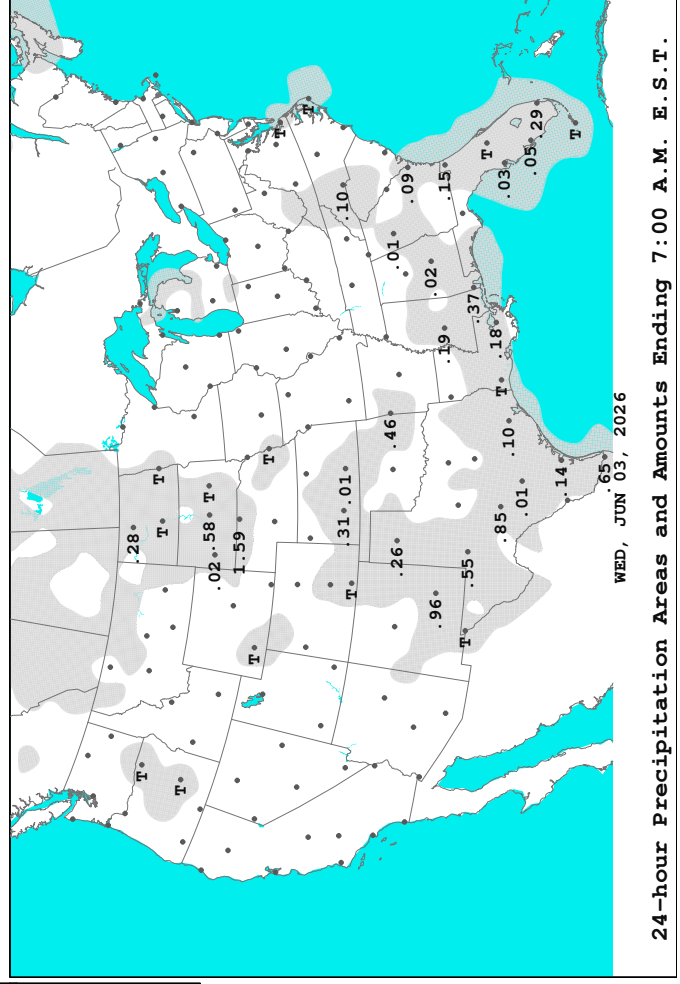 .28
T
T
T
T
.58 T
.02
1.59
T
T
T
T
.10
.31 .01
T
.46
.01
.26
.09
.02
.96
.19
.15
T
.55
.37
T
.18
.85
T
.03
.10
.01
.05
.29
.14
T
.65
WED, JUN 03, 2026
24-hour Precipitation Areas and Amounts Ending 7:00 A.M. E.S.T.